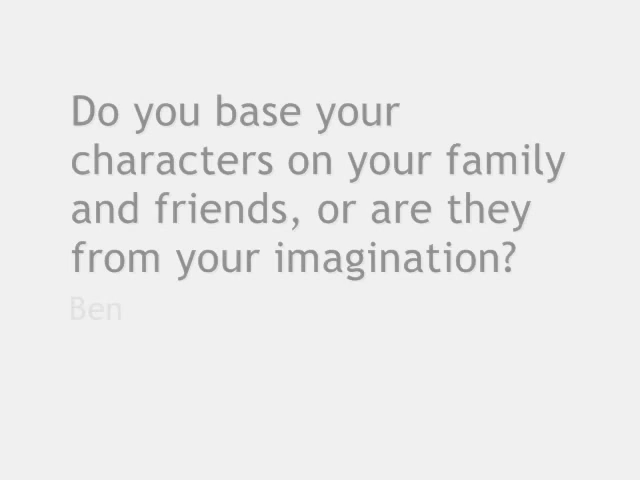 Do you base your
characters on your family
and friends, or are they
from your imagination?
Ben